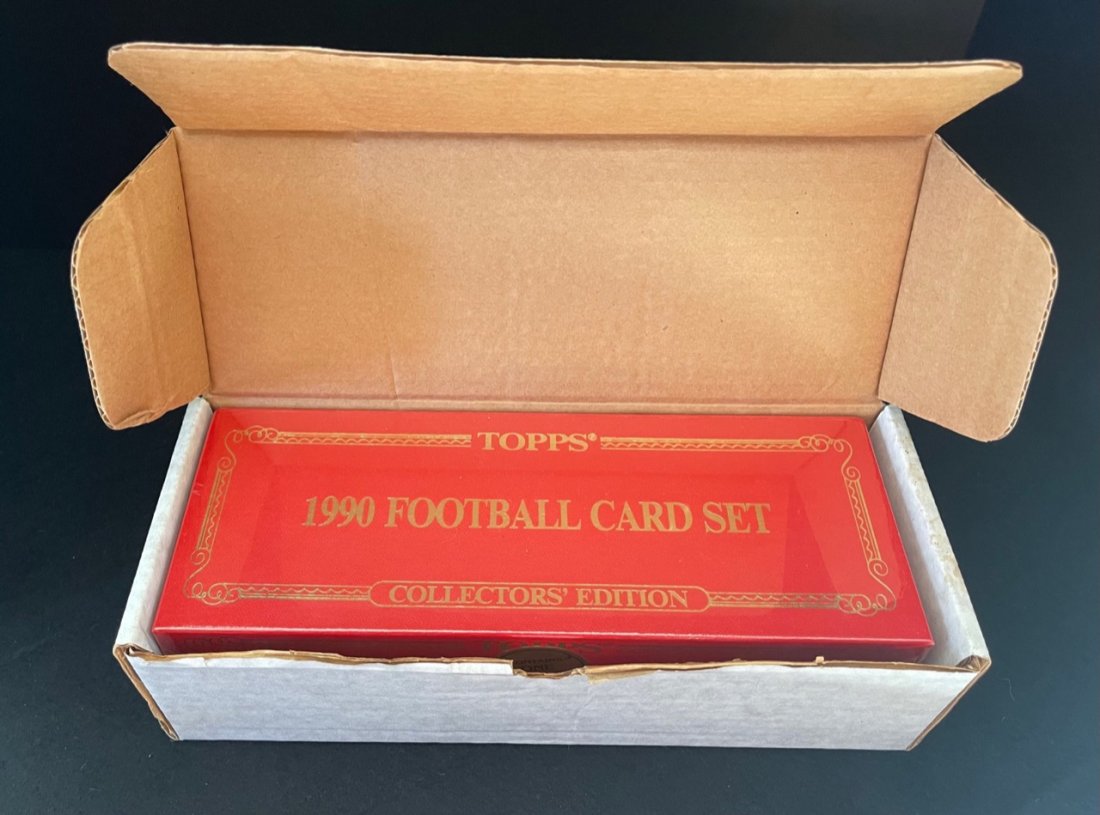 TOPPS®
1990 FOOTBALL CARD SET
COLLECTORS' EDITION